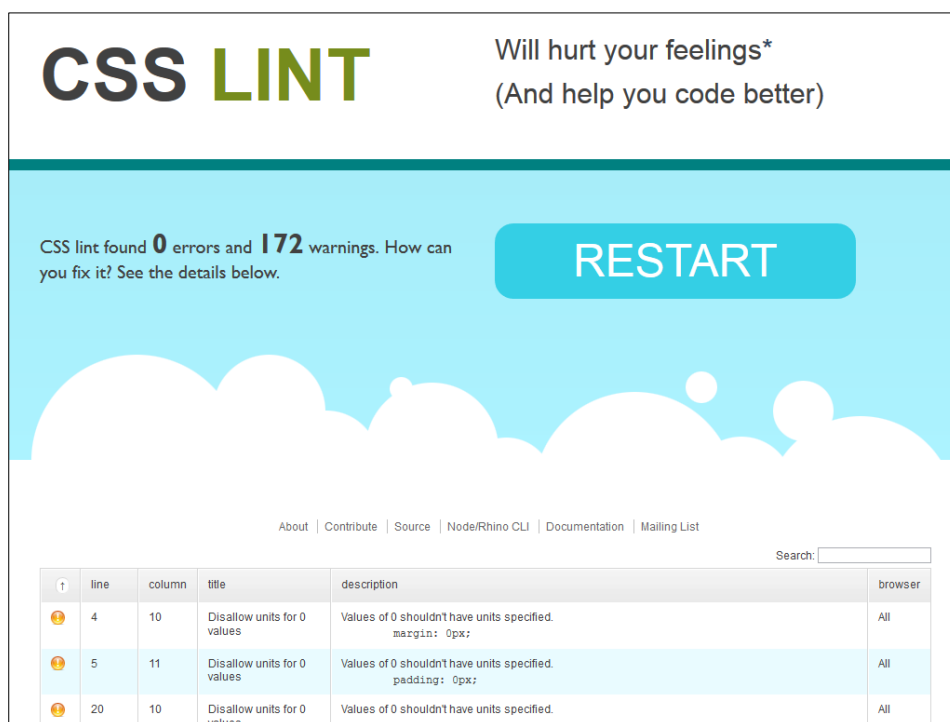 CSS LINT
Will hurt your feelings*
(And help you code better)
CSS lint found 0 errors and 172 warnings. How can
you fix it? See the details below.
RESTART
About | Contribute | Source | Node/Rhino CLI | Documentation | Mailing List
Search:
↑ line column title description browser
4 10 Disallow units for 0 values Values of 0 shouldn't have units specified. All
margin: 0px;
5 11 Disallow units for 0 values Values of 0 shouldn't have units specified. All
padding: 0px;
20 10 Disallow units for 0 values Values of 0 shouldn't have units specified. All